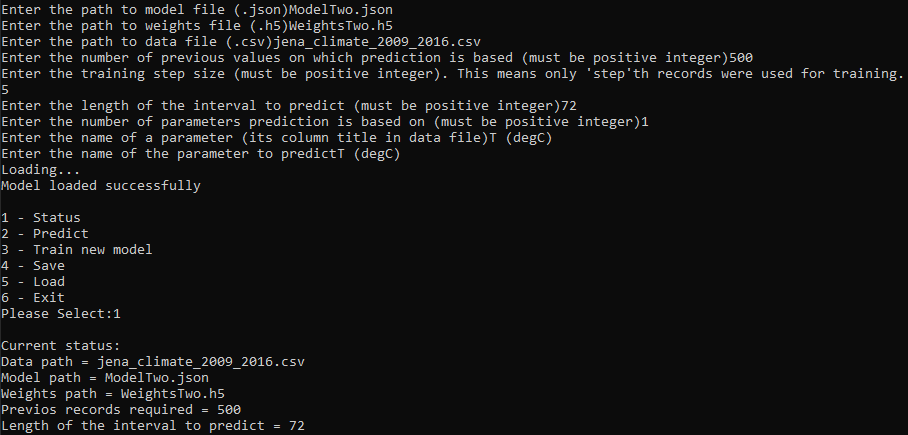 Enter the path to model file (.json)ModelTwo.json
Enter the path to weights file (.h5)WeightsTwo.h5
Enter the path to data file (.csv)jena_climate_2009_2016.csv
Enter the number of previous values on which prediction is based (must be positive integer)500
Enter the training step size (must be positive integer). This means only 'step'th records were used for training.
5
Enter the length of the interval to predict (must be positive integer)72
Enter the number of parameters prediction is based on (must be positive integer)1
Enter the name of a parameter (its column title in data file)T (degC)
Enter the name of the parameter to predictT (degC)
Loading...
Model loaded successfully

1 - Status
2 - Predict
3 - Train new model
4 - Save
5 - Load
6 - Exit
Please Select:1

Current status:
Data path = jena_climate_2009_2016.csv
Model path = ModelTwo.json
Weights path = WeightsTwo.h5
Previos records required = 500
Length of the interval to predict = 72